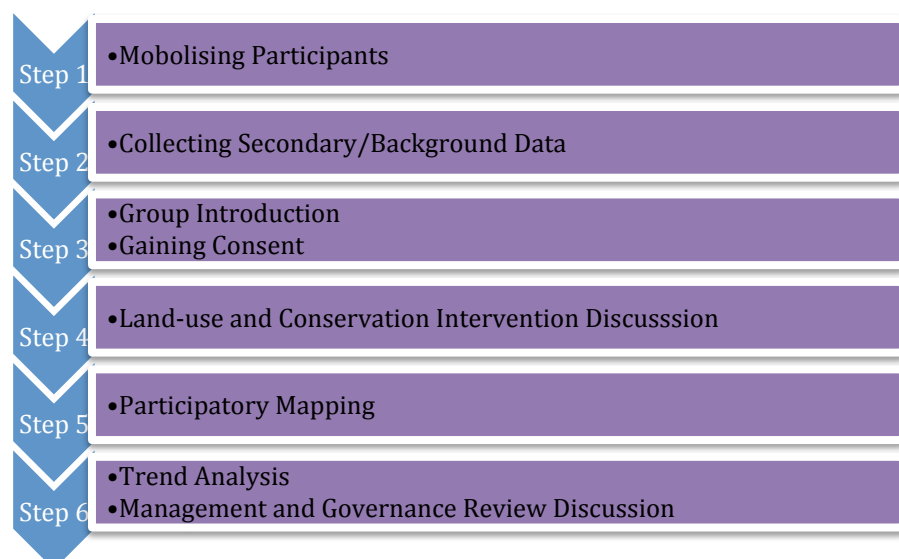 Step 1
•Mobolising Participants
Step 2
•Collecting Secondary/Background Data
Step 3
•Group Introduction
•Gaining Consent
Step 4
•Land-use and Conservation Intervention Discusssion
Step 5
•Participatory Mapping
Step 6
•Trend Analysis
•Management and Governance Review Discussion